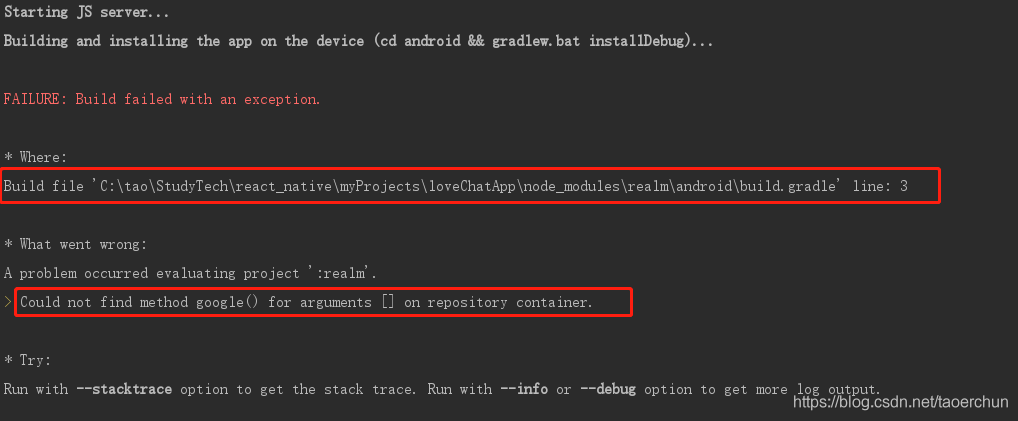 Starting JS server...
Building and installing the app on the device (cd android && gradlew.bat installDebug)...
FAILURE: Build failed with an exception.
* Where:
Build file 'C:\tao\StudyTech\react_native\myProjects\loveChatApp\node_modules\realm\android\build.gradle' line: 3
* What went wrong:
A problem occurred evaluating project ':realm'.
> Could not find method google() for arguments [] on repository container.
* Try:
Run with --stacktrace option to get the stack trace. Run with --info or --debug option to get more log output.
https://blog.csdn.net/taoerchun